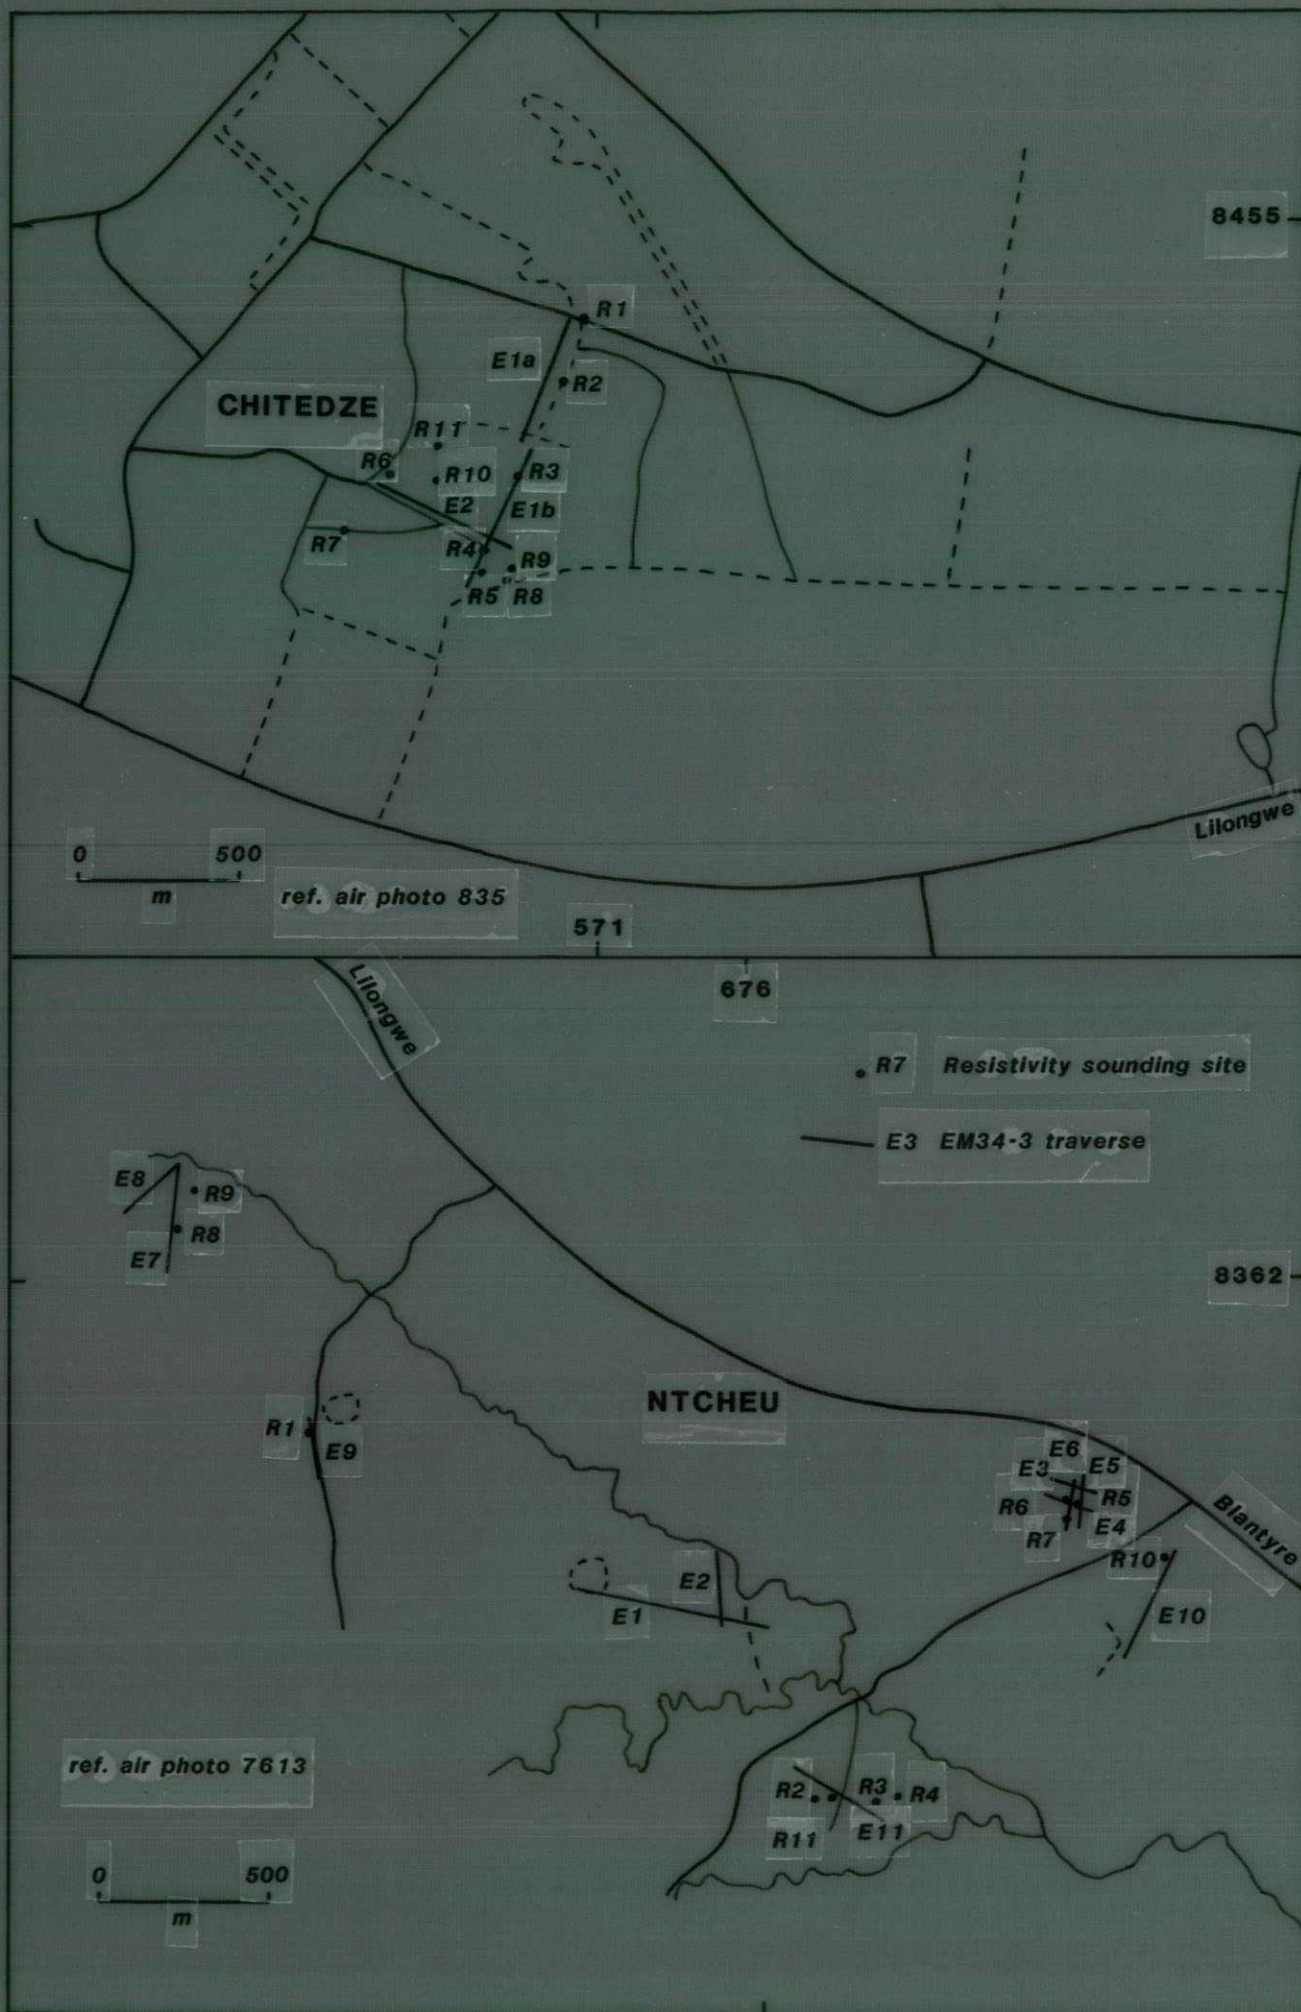 8455
R1
E1a
R2
CHITEDZE
R11
R6
R10
R3
E2
E1b
R7
R4
R9
R5
R8
Lilongwe
0
500
m
ref. air photo 835
571
Lilongwe
676
R7 Resistivity sounding site
E3 EM34-3 traverse
E8
R9
R8
E7
8362
NTCHEU
R1
E9
E6
E3
E5
R6
R5
E4
R7
R10
Blantyre
E2
E1
E10
ref. air photo 7613
R2
R3
R4
R11
E11
0
500
m